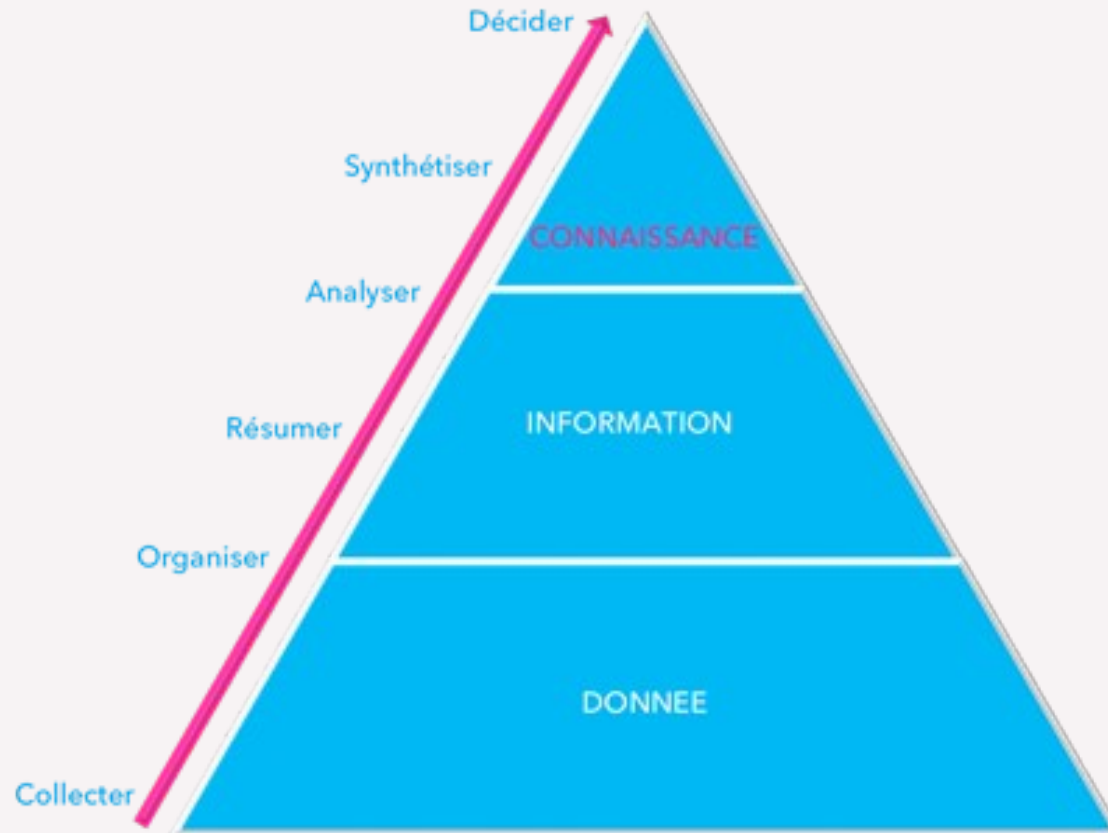 Décider
Synthétiser
CONNAISSANCE
Analyser
Résumer
INFORMATION
Organiser
DONNEE
Collecter